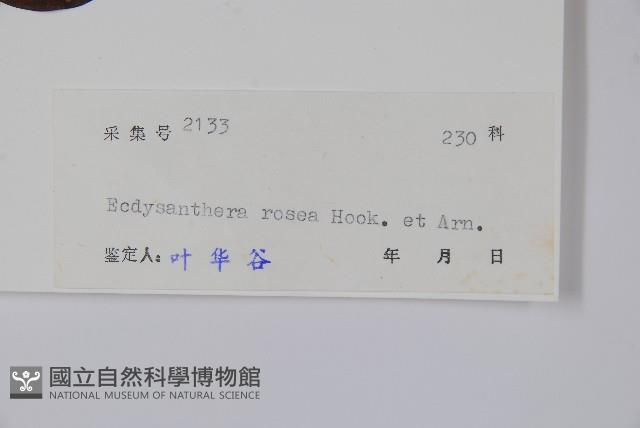 采集号 2133 230 科
Ecdysanthera rosea Hook. et Arn.
鉴定人: 叶华谷 年 月 日
國立自然科學博物館
NATIONAL MUSEUM OF NATURAL SCIENCE